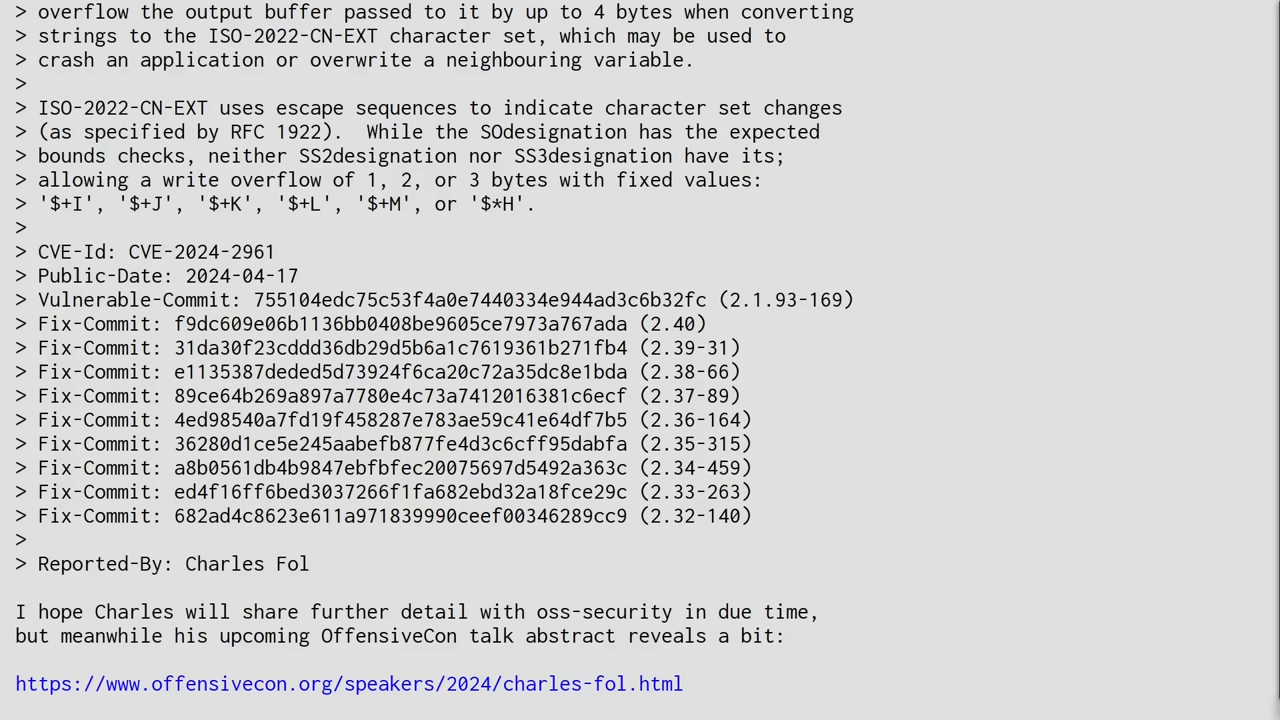 > overflow the output buffer passed to it by up to 4 bytes when converting
> strings to the ISO-2022-CN-EXT character set, which may be used to
> crash an application or overwrite a neighbouring variable.
>
> ISO-2022-CN-EXT uses escape sequences to indicate character set changes
> (as specified by RFC 1922).  While the SOdesignation has the expected
> bounds checks, neither SS2designation nor SS3designation have its;
> allowing a write overflow of 1, 2, or 3 bytes with fixed values:
> '$+I', '$+J', '$+K', '$+L', '$+M', or '$*H'.
>
> CVE-Id: CVE-2024-2961
> Public-Date: 2024-04-17
> Vulnerable-Commit: 755104edc75c53f4a0e7440334e944ad3c6b32fc (2.1.93-169)
> Fix-Commit: f9dc609e06b1136bb0408be9605ce7973a767ada (2.40)
> Fix-Commit: 31da30f23cddd36db29d5b6a1c7619361b271fb4 (2.39-31)
> Fix-Commit: e1135387deded5d73924f6ca20c72a35dc8e1bda (2.38-66)
> Fix-Commit: 89ce64b269a897a7780e4c73a7412016381c6ecf (2.37-89)
> Fix-Commit: 4ed98540a7fd19f458287e783ae59c41e64df7b5 (2.36-164)
> Fix-Commit: 36280d1ce5e245aabefb877fe4d3c6cff95dabfa (2.35-315)
> Fix-Commit: a8b0561db4b9847ebfbfec20075697d5492a363c (2.34-459)
> Fix-Commit: ed4f16ff6bed3037266f1fa682ebd32a18fce29c (2.33-263)
> Fix-Commit: 682ad4c8623e611a971839990ceef00346289cc9 (2.32-140)
>
> Reported-By: Charles Fol
I hope Charles will share further detail with oss-security in due time,
but meanwhile his upcoming OffensiveCon talk abstract reveals a bit:
https://www.offensivecon.org/speakers/2024/charles-fol.html